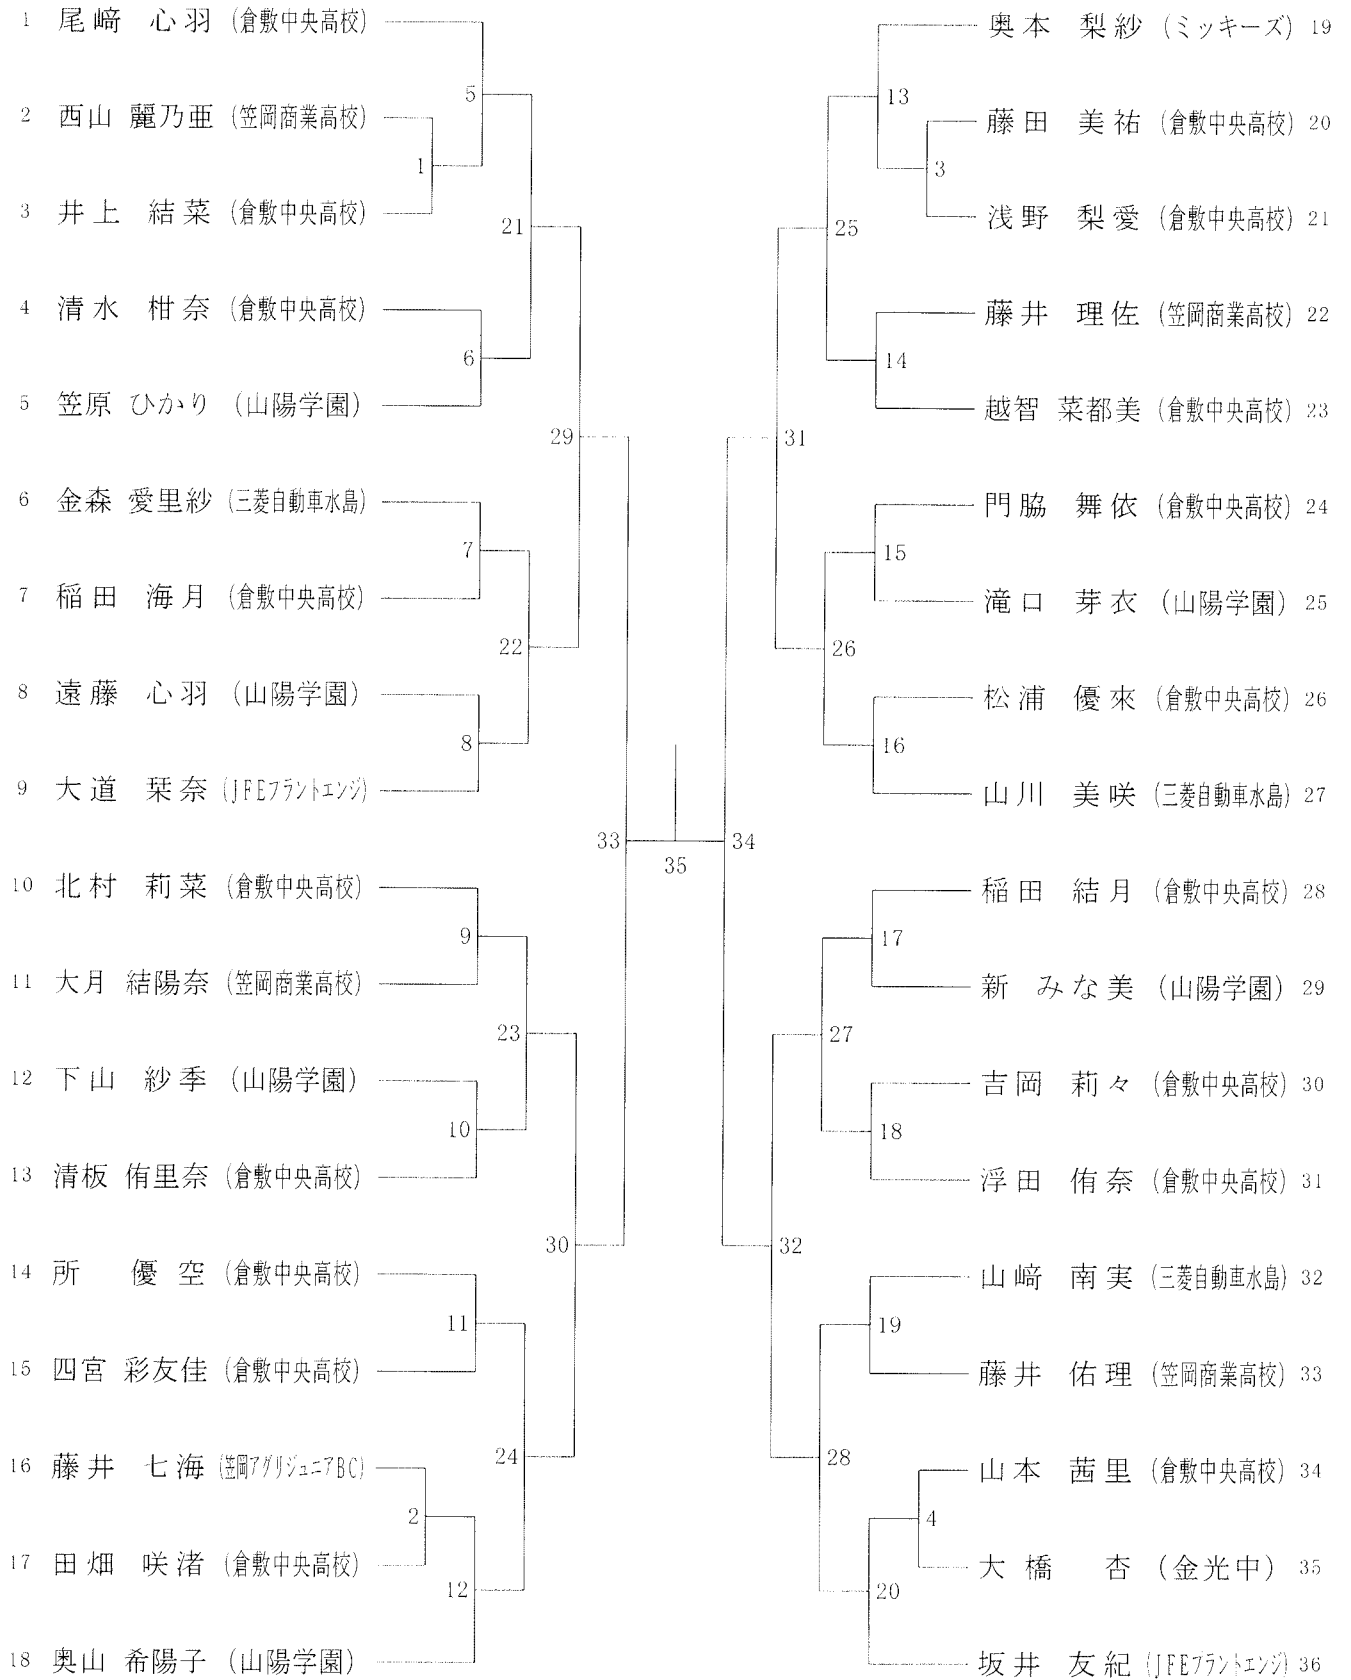 1 尾﨑 心羽 (倉敷中央高校)
2 西山 麗乃亜 (笠岡商業高校)
3 井上 結菜 (倉敷中央高校)
4 清水 柑奈 (倉敷中央高校)
5 笠原 ひかり (山陽学園)
6 金森 愛里紗 (三菱自動車水島)
7 稲田 海月 (倉敷中央高校)
8 遠藤 心羽 (山陽学園)
9 大道 栞奈 (JFEプラントエンジ)
10 北村 莉菜 (倉敷中央高校)
11 大月 結陽奈 (笠岡商業高校)
12 下山 紗季 (山陽学園)
13 清板 侑里奈 (倉敷中央高校)
14 所 優空 (倉敷中央高校)
15 四宮 彩友佳 (倉敷中央高校)
16 藤井 七海 (笠岡アグリジュニアBC)
17 田畑 咲渚 (倉敷中央高校)
18 奥山 希陽子 (山陽学園)
5
1
21
6
29
7
22
8
33
9
23
10
30
11
24
2
12
35
34
13
3
25
14
31
15
26
16
17
27
18
32
19
28
4
20
奥本 梨紗 (ミッキーズ) 19
藤田 美祐 (倉敷中央高校) 20
浅野 梨愛 (倉敷中央高校) 21
藤井 理佐 (笠岡商業高校) 22
越智 菜都美 (倉敷中央高校) 23
門脇 舞依 (倉敷中央高校) 24
滝口 芽衣 (山陽学園) 25
松浦 優來 (倉敷中央高校) 26
山川 美咲 (三菱自動車水島) 27
稲田 結月 (倉敷中央高校) 28
新 みな美 (山陽学園) 29
吉岡 莉々 (倉敷中央高校) 30
浮田 侑奈 (倉敷中央高校) 31
山﨑 南実 (三菱自動車水島) 32
藤井 佑理 (笠岡商業高校) 33
山本 茜里 (倉敷中央高校) 34
大橋 杏 (金光中) 35
坂井 友紀 (JFEプラントエンジ) 36